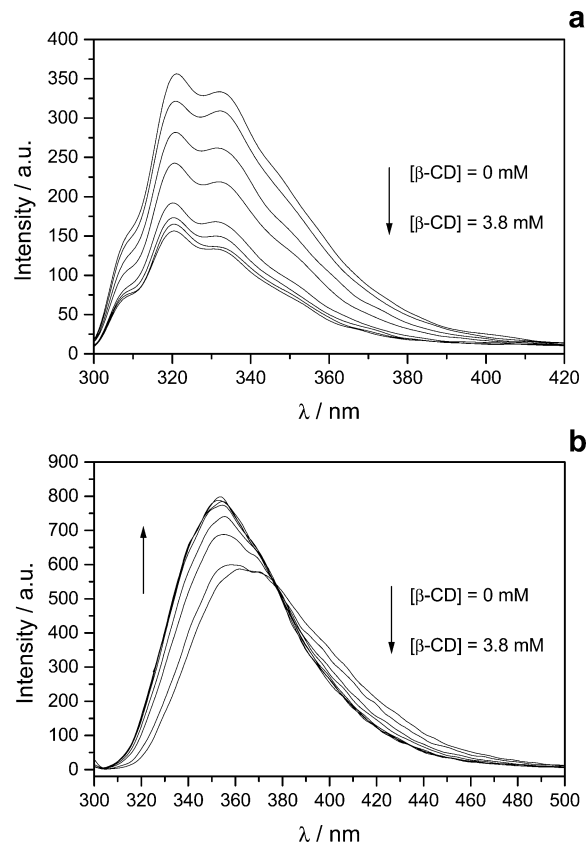 a
400
350
300
250
200
150
100
50
0
Intensity / a.u.
[β-CD] = 0 mM
[β-CD] = 3.8 mM
300 320 340 360 380 400 420
λ / nm
b
900
800
700
600
500
400
300
200
100
0
Intensity / a.u.
[β-CD] = 0 mM
[β-CD] = 3.8 mM
300 320 340 360 380 400 420 440 460 480 500
λ / nm